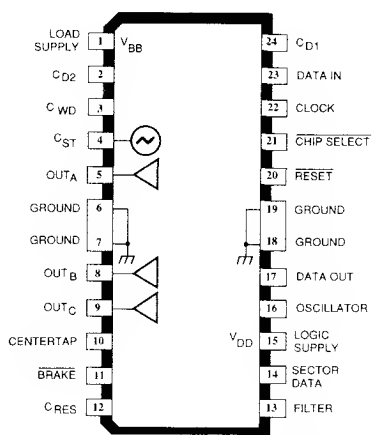 LOAD SUPPLY 1 V_BB
C_D2 2
C_WD 3
C_ST 4
OUT_A 5
GROUND 6
GROUND 7
OUT_B 8
OUT_C 9
CENTERTAP 10
BRAKE 11
C_RES 12
24 C_D1
23 DATA IN
22 CLOCK
21 CHIP SELECT
20 RESET
19 GROUND
18 GROUND
17 DATA OUT
16 OSCILLATOR
V_DD 15 LOGIC SUPPLY
14 SECTOR DATA
13 FILTER